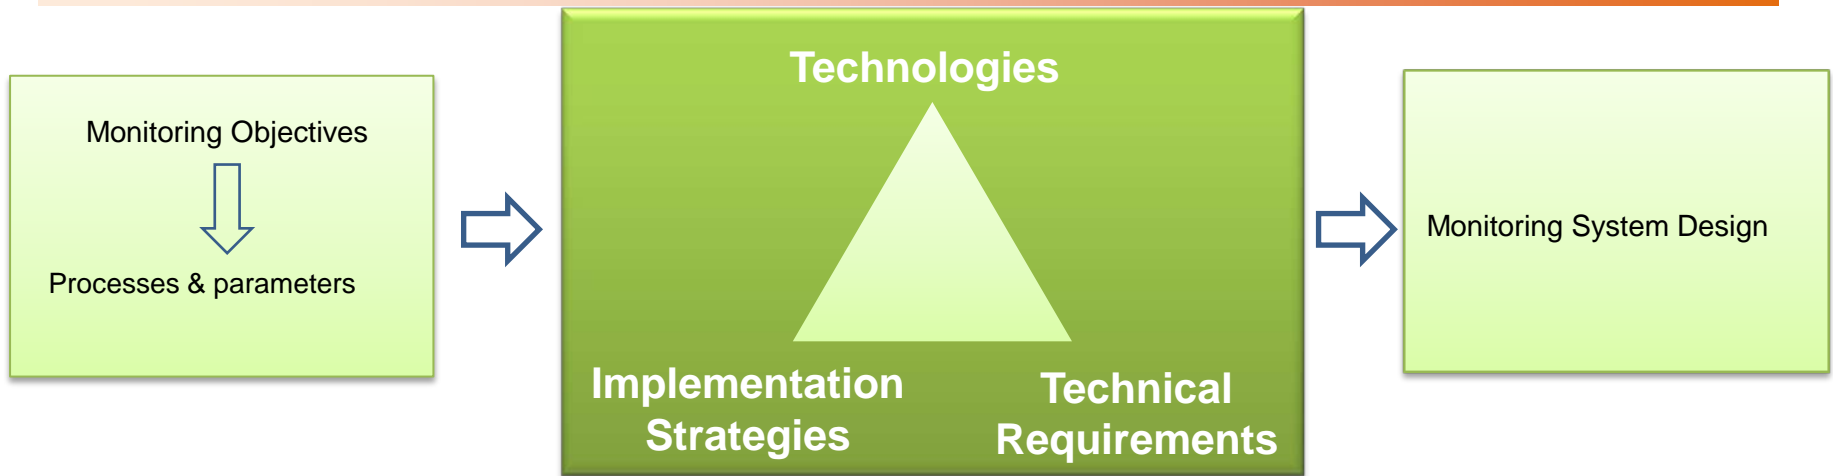 Monitoring Objectives
Processes & parameters
Technologies
Implementation
Strategies
Technical
Requirements
Monitoring System Design